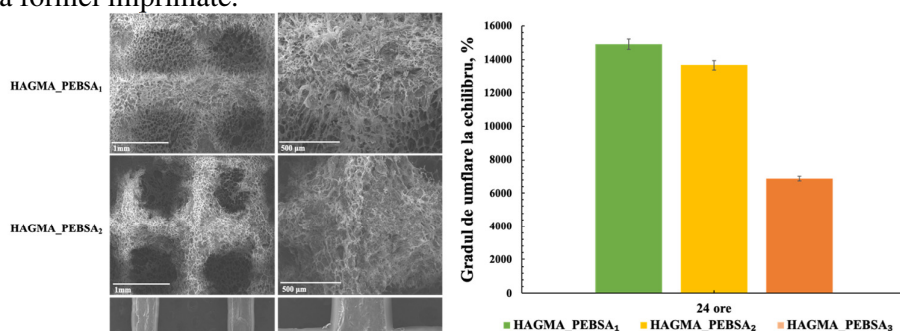 a formei imprimate.
HAGMA_PEBSA₁
1mm
500 µm
HAGMA_PEBSA₂
1mm
500 µm
Gradul de umflare la echilibru, %
16000
14000
12000
10000
8000
6000
4000
2000
0
24 ore
HAGMA_PEBSA₁ HAGMA_PEBSA₂ HAGMA_PEBSA₃